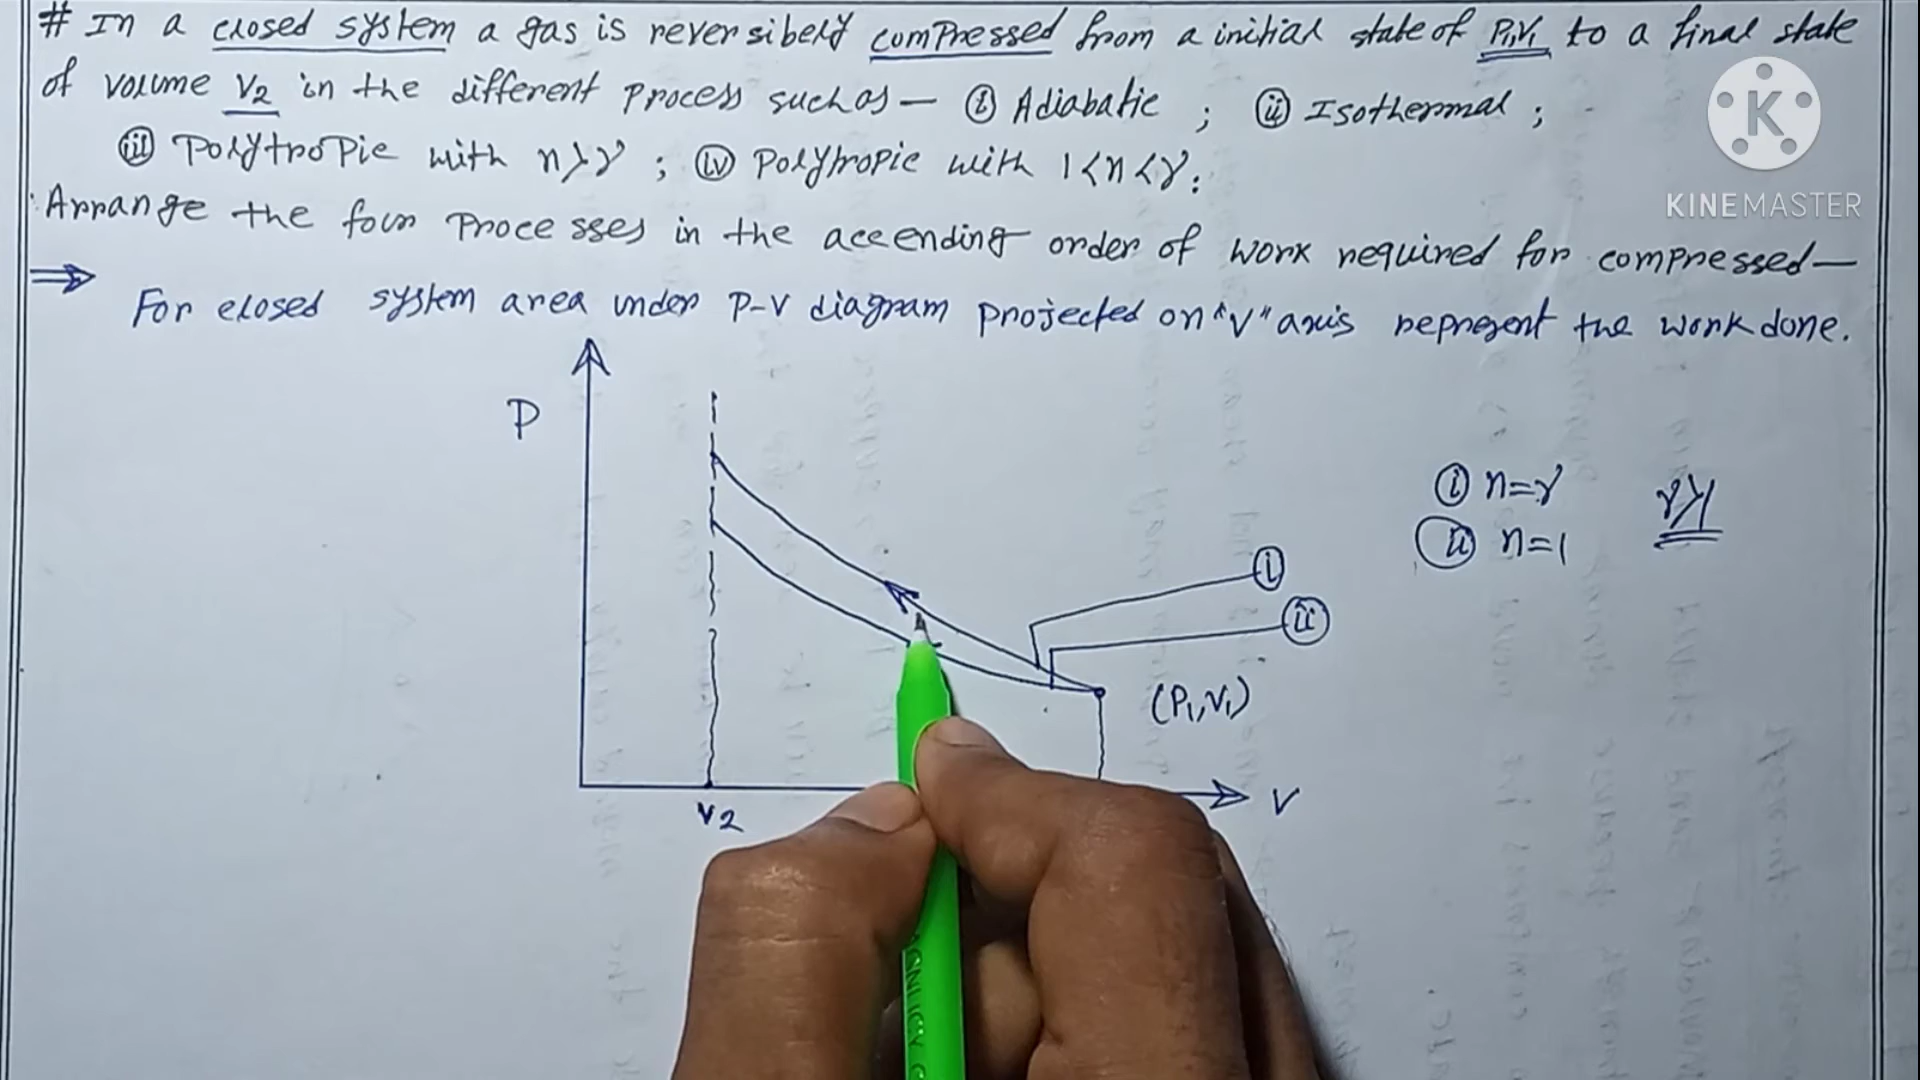 # In a closed system a gas is reversibely compressed from a initial state of P₁V₁ to a final state
of volume V2 in the different process such as — (i) Adiabatic ; (ii) Isothermal ;
(iii) Polytropic with n>γ ; (iv) Polytropic with 1<n<γ.
Arrange the four processes in the accending order of work required for compressed—
⇒ For closed system area under P-V diagram projected on "V" axis represent the work done.
P
(i) n=γ γ>1
(ii) n=1
(i)
(ii)
(P₁,V₁)
V2
V
K
KINEMASTER